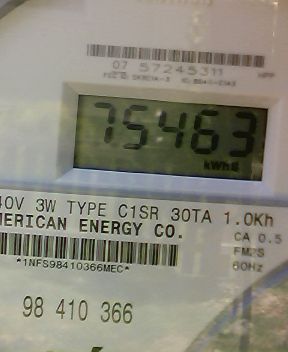 07 57245311
75463
kWhs
40V 3W TYPE C1SR 30TA 1.0Kh
MERICAN ENERGY CO.
CA 0.5
FM2S
60Hz
*1NFS98410366MEC*
98 410 366